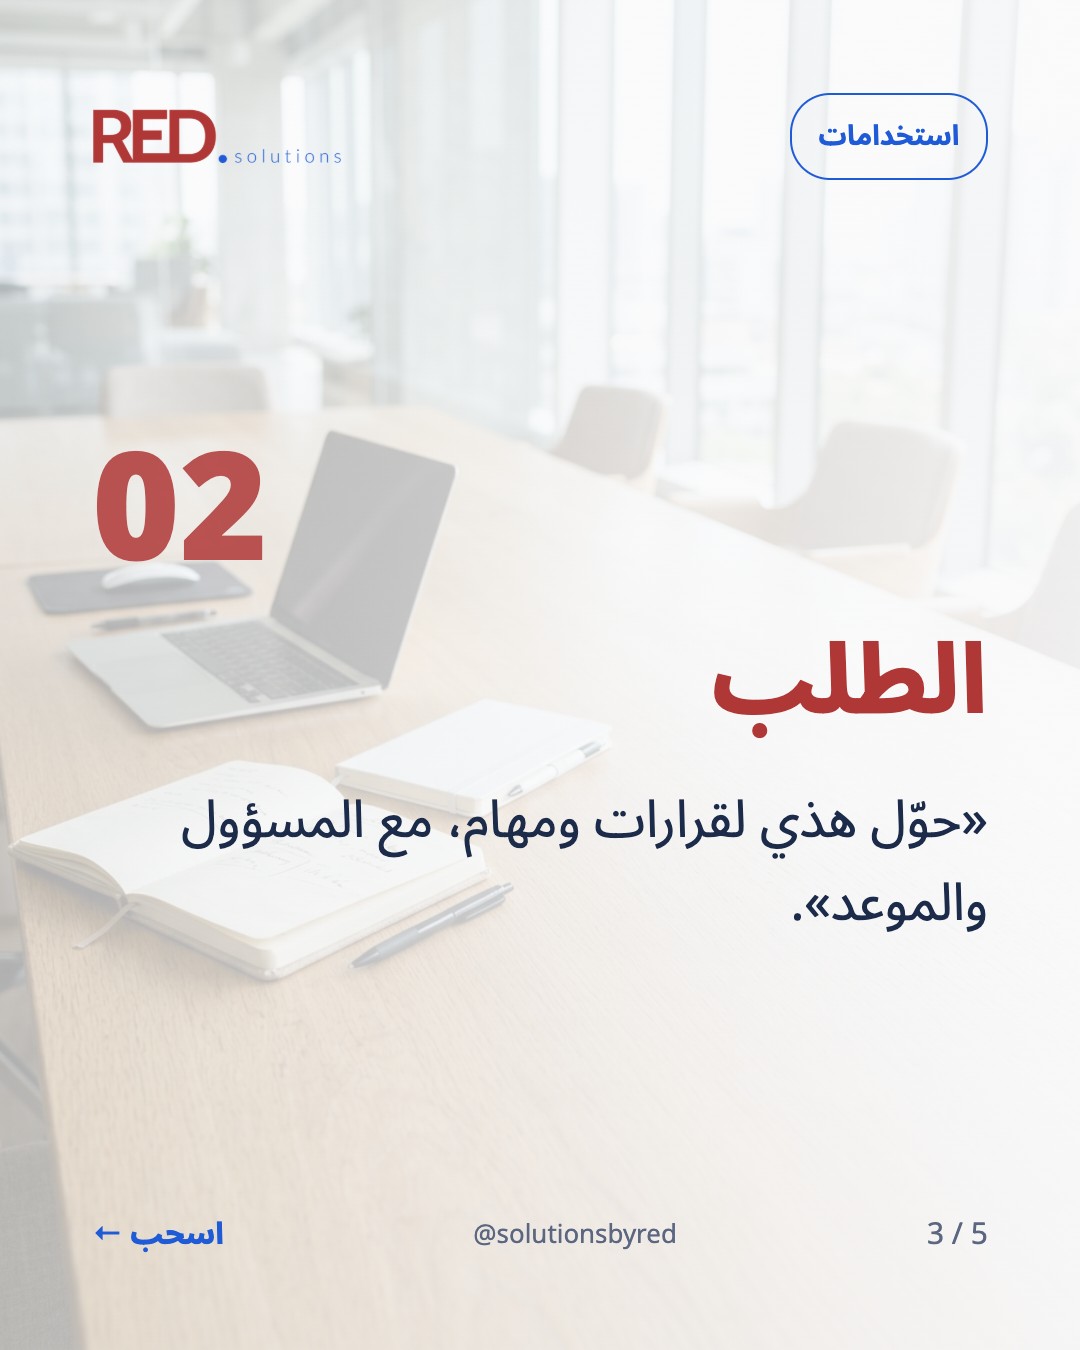 RED.solutions
استخدامات
02
الطلب
«حوّل هذي لقرارات ومهام، مع المسؤول
والموعد».
اسحب ←
@solutionsbyred
3 / 5